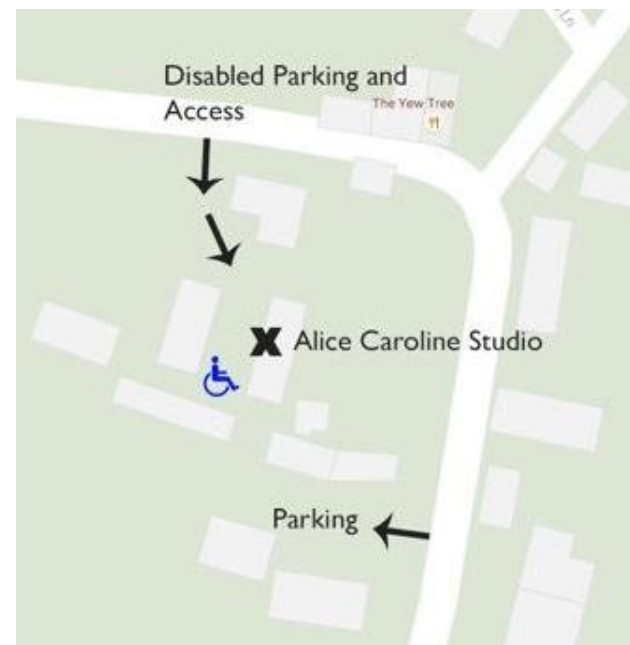 Disabled Parking and
Access
The Yew Tree
X Alice Caroline Studio
Parking